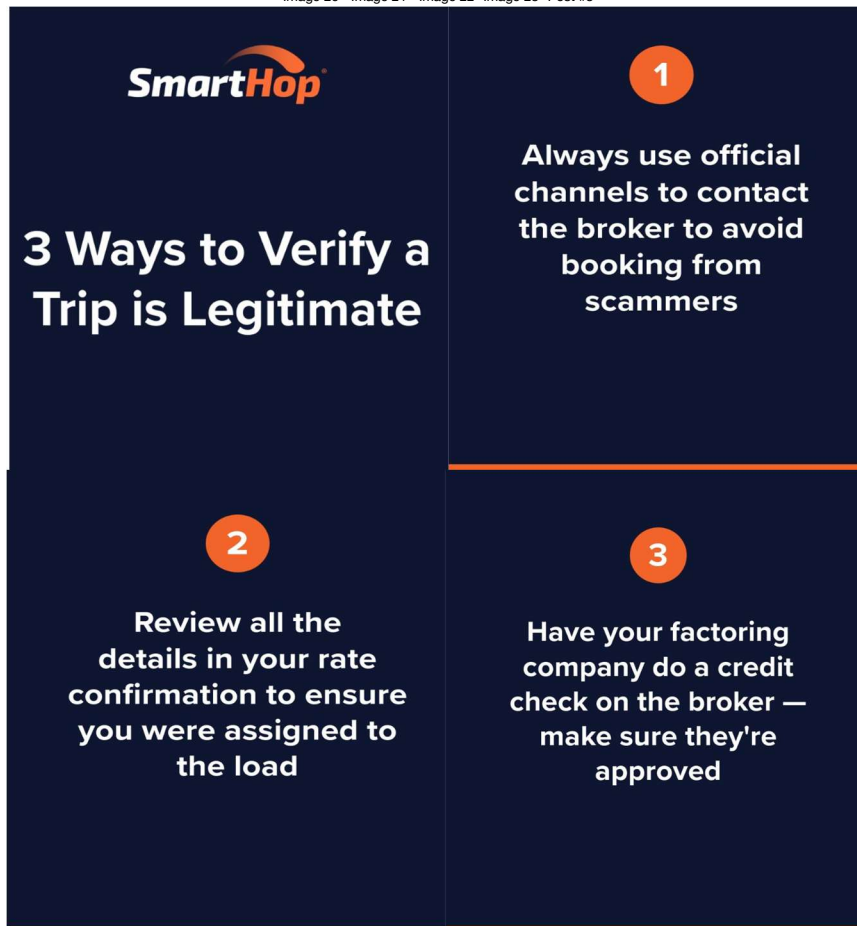 SmartHop
3 Ways to Verify a
Trip is Legitimate
1
Always use official
channels to contact
the broker to avoid
booking from
scammers
2
Review all the
details in your rate
confirmation to ensure
you were assigned to
the load
3
Have your factoring
company do a credit
check on the broker —
make sure they're
approved